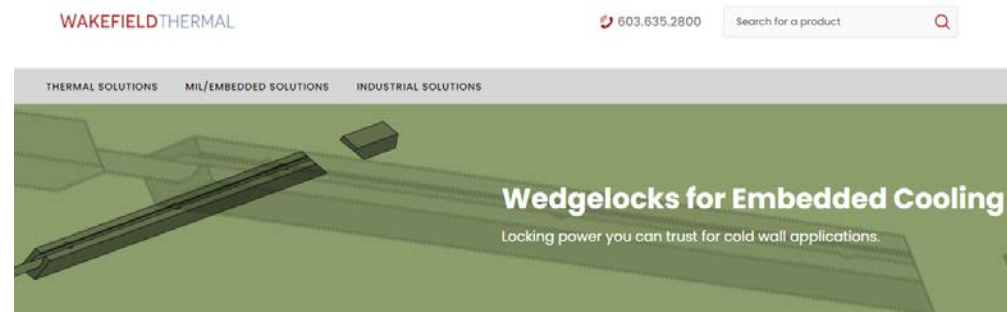 WAKEFIELDTHERMAL
603.635.2800
Search for a product
THERMAL SOLUTIONS MIL/EMBEDDED SOLUTIONS INDUSTRIAL SOLUTIONS
Wedgelocks for Embedded Cooling
Locking power you can trust for cold wall applications.